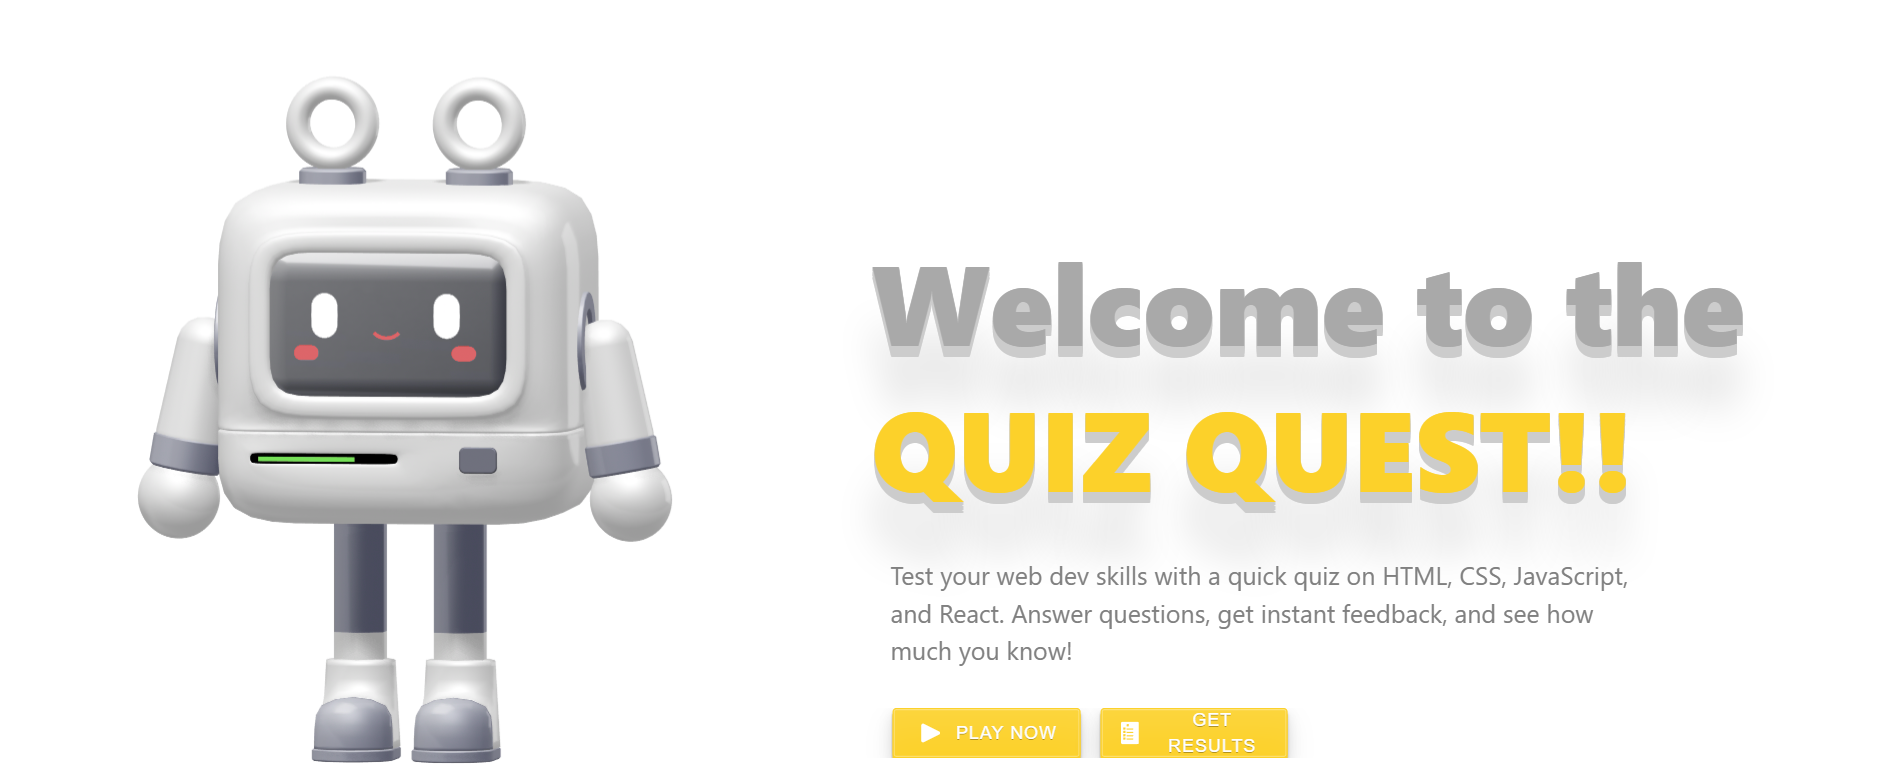 Welcome to the
QUIZ QUEST!!
Test your web dev skills with a quick quiz on HTML, CSS, JavaScript,
and React. Answer questions, get instant feedback, and see how
much you know!
PLAY NOW
GET
RESULTS